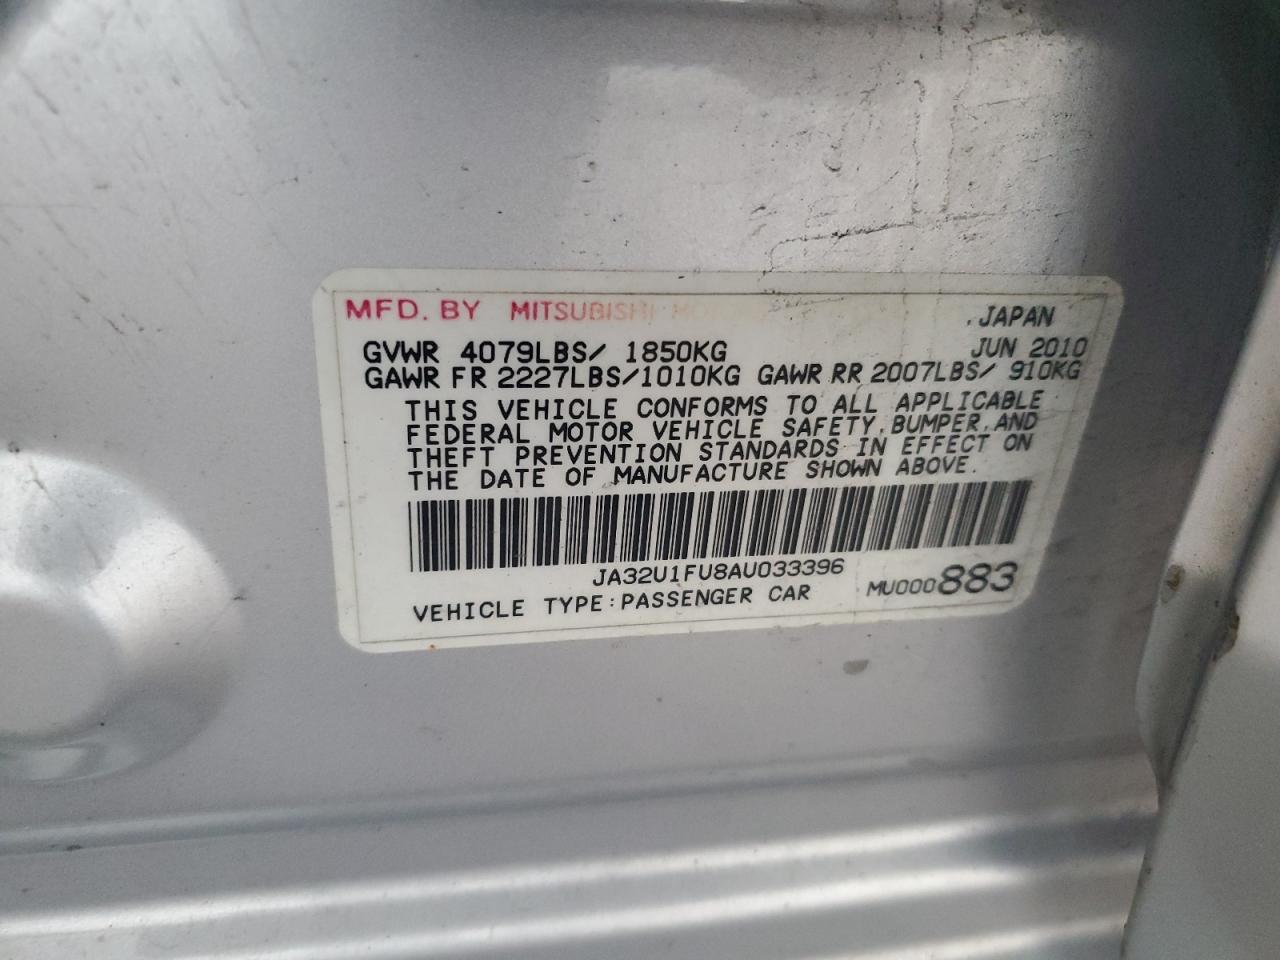 MFD. BY MITSUBISHI MOTORS
JAPAN
GVWR 4079LBS/ 1850KG JUN 2010
GAWR FR 2227LBS/1010KG GAWR RR 2007LBS/ 910KG
THIS VEHICLE CONFORMS TO ALL APPLICABLE
FEDERAL MOTOR VEHICLE SAFETY, BUMPER, AND
THEFT PREVENTION STANDARDS IN EFFECT ON
THE DATE OF MANUFACTURE SHOWN ABOVE.
JA32U1FU8AU033396
VEHICLE TYPE:PASSENGER CAR MU000883